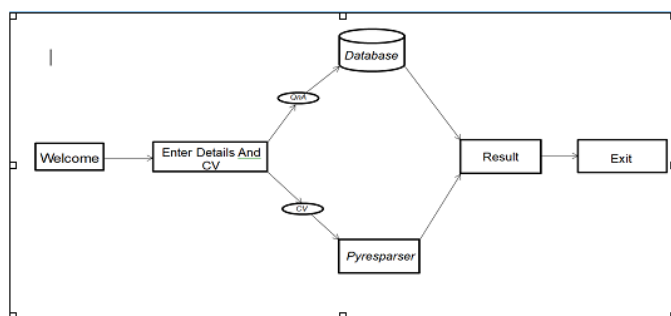 Database
QnA
Welcome
Enter Details And
CV
Result
Exit
CV
Pyresparser